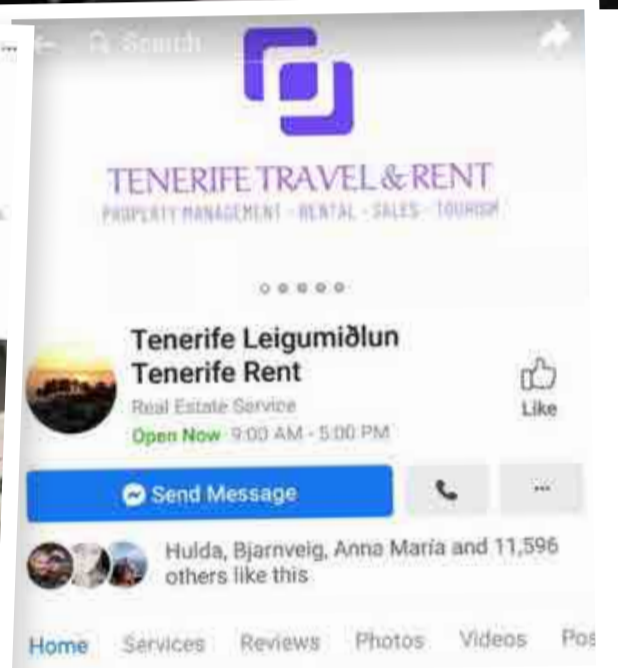 Search
TENERIFE TRAVEL & RENT
PROPERTY MANAGEMENT - RENTAL - SALES - TOURISM
Tenerife Leigumiðlun
Tenerife Rent
Real Estate Service
Open Now 9:00 AM - 5:00 PM
Like
Send Message
Hulda, Bjarnveig, Anna María and 11,596
others like this
Home Services Reviews Photos Videos Pos